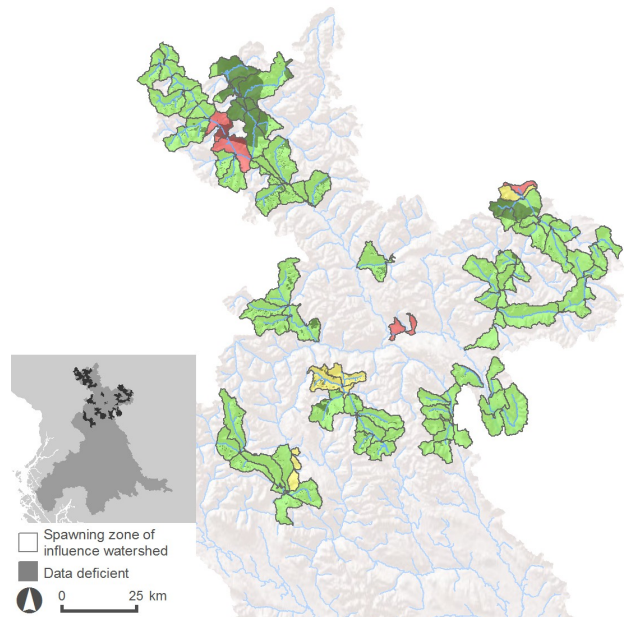 Spawning zone of
influence watershed
Data deficient
0 25 km